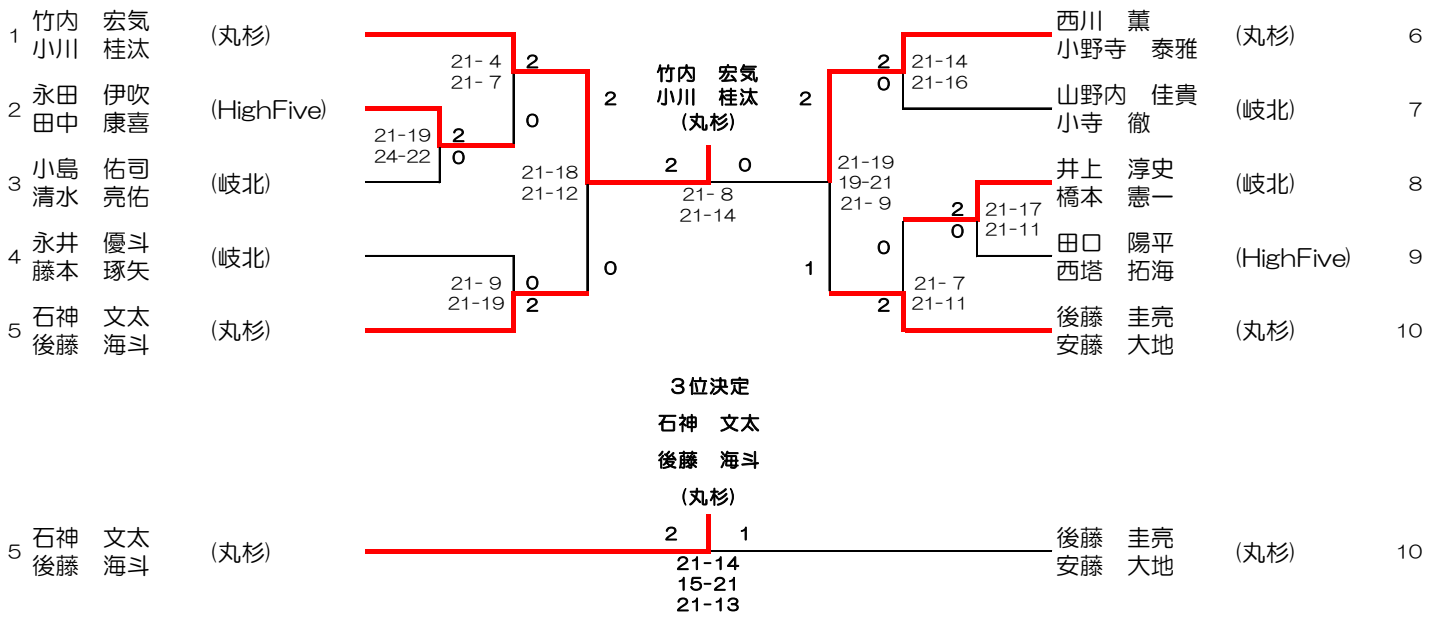 1 竹内 宏気 (丸杉)
小川 桂汰
2 永田 伊吹 (HighFive)
田中 康喜
3 小島 佑司 (岐北)
清水 亮佑
4 永井 優斗 (岐北)
藤本 琢矢
5 石神 文太 (丸杉)
後藤 海斗
21- 4
21- 7
2
0
21-19
24-22
2
0
21-18
21-12
2
0
21- 9
21-19
0
2
竹内 宏気
小川 桂汰
(丸杉)
2 0
21- 8
21-14
2
1
21-19
19-21
21- 9
2
0
21-14
21-16
2
0
21-17
21-11
0
2
21- 7
21-11
西川 薫 (丸杉) 6
小野寺 泰雅
山野内 佳貴 (岐北) 7
小寺 徹
井上 淳史 (岐北) 8
橋本 憲一
田口 陽平 (HighFive) 9
西塔 拓海
後藤 圭亮 (丸杉) 10
安藤 大地
3位決定
石神 文太
後藤 海斗
(丸杉)
5 石神 文太 (丸杉)
後藤 海斗
2 1
21-14
15-21
21-13
後藤 圭亮 (丸杉) 10
安藤 大地